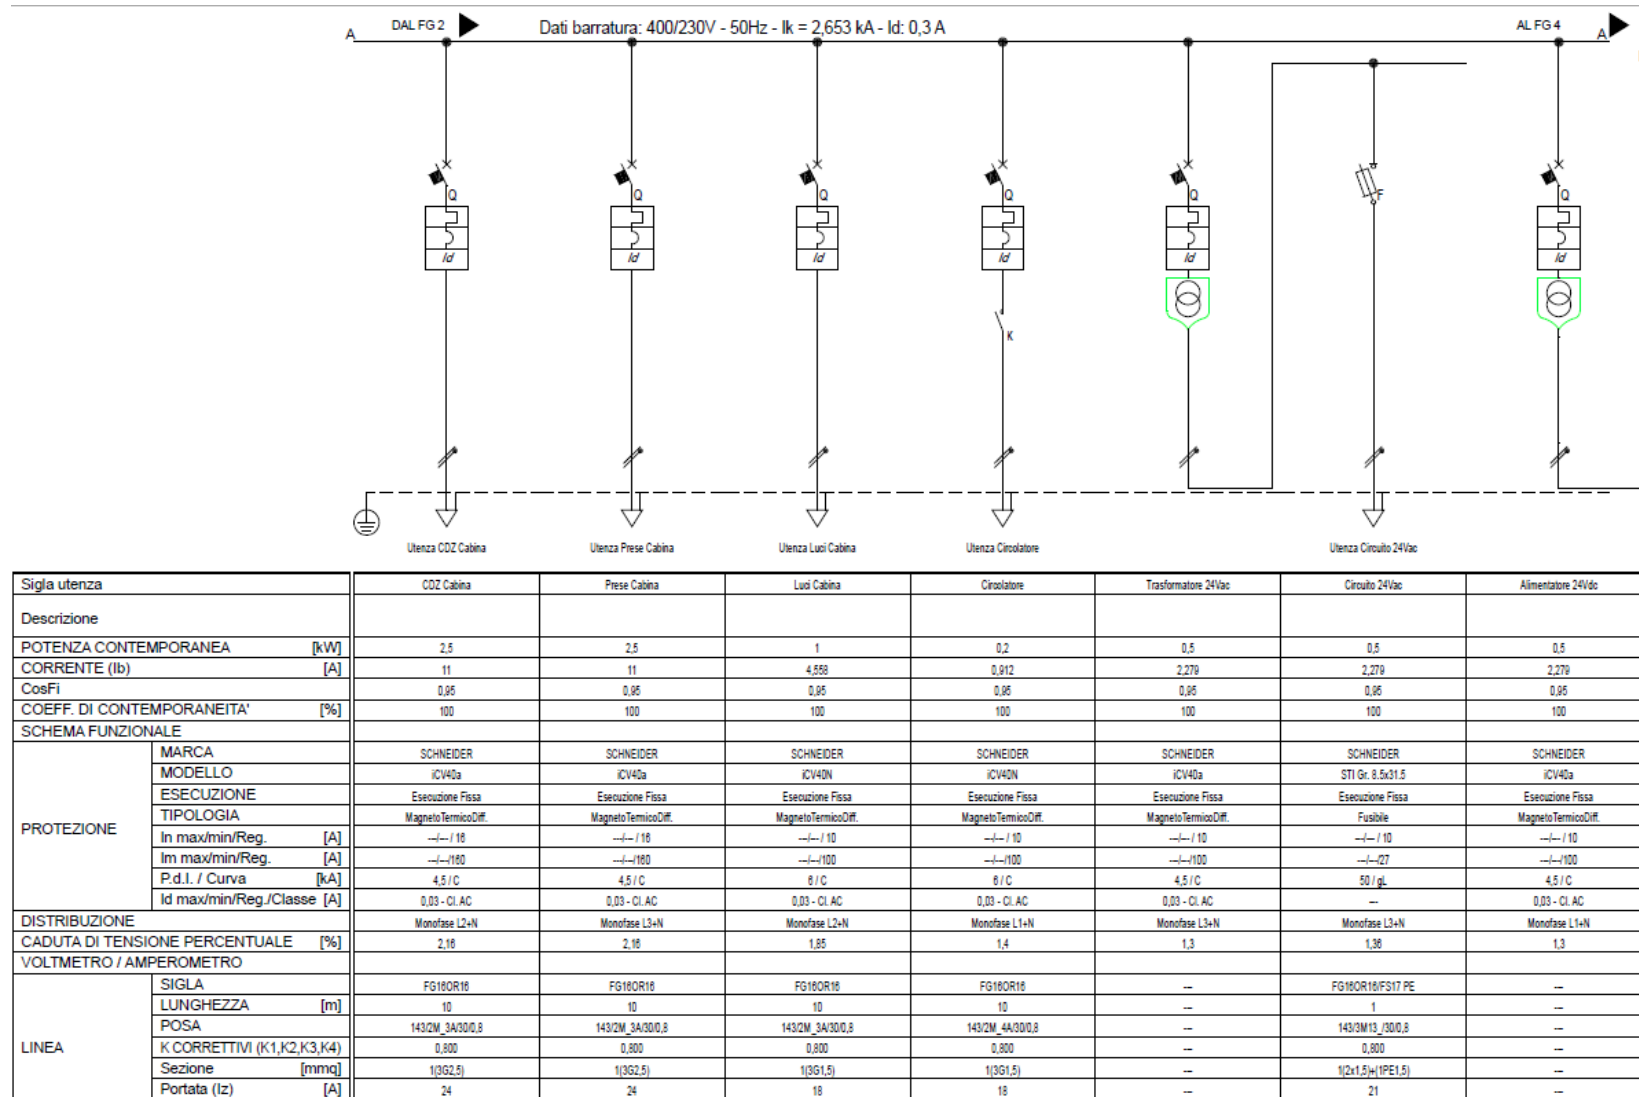 A DAL FG 2 Dati barratura: 400/230V - 50Hz - Ik = 2,653 kA - Id: 0,3 A AL FG 4 A
Q Q Q Q Q F Q
Id Id Id Id Id Id
K
Utenza CDZ Cabina Utenza Prese Cabina Utenza Luci Cabina Utenza Circolatore Utenza Circuito 24Vac
Sigla utenza CDZ Cabina Prese Cabina Luci Cabina Circolatore Trasformatore 24Vac Circuito 24Vac Alimentatore 24Vdc
Descrizione
POTENZA CONTEMPORANEA [kW] 2,5 2,5 1 0,2 0,5 0,5 0,5
CORRENTE (Ib) [A] 11 11 4,558 0,912 2,279 2,279 2,279
CosFi 0,95 0,95 0,95 0,95 0,95 0,95 0,95
COEFF. DI CONTEMPORANEITA' [%] 100 100 100 100 100 100 100
SCHEMA FUNZIONALE
PROTEZIONE
MARCA SCHNEIDER SCHNEIDER SCHNEIDER SCHNEIDER SCHNEIDER SCHNEIDER SCHNEIDER
MODELLO iCV40a iCV40a iCV40N iCV40N iCV40a STI Gr. 8.5x31.5 iCV40a
ESECUZIONE Esecuzione Fissa Esecuzione Fissa Esecuzione Fissa Esecuzione Fissa Esecuzione Fissa Esecuzione Fissa Esecuzione Fissa
TIPOLOGIA MagnetoTermicoDiff. MagnetoTermicoDiff. MagnetoTermicoDiff. MagnetoTermicoDiff. MagnetoTermicoDiff. Fusibile MagnetoTermicoDiff.
In max/min/Reg. [A] ---/--- / 16 ---/--- / 16 ---/--- / 10 ---/--- / 10 ---/--- / 10 ---/--- / 10 ---/--- / 10
Im max/min/Reg. [A] ---/---/160 ---/---/160 ---/---/100 ---/---/100 ---/---/100 ---/---/27 ---/---/100
P.d.I. / Curva [kA] 4,5 / C 4,5 / C 6 / C 6 / C 4,5 / C 50 / gL 4,5 / C
Id max/min/Reg./Classe [A] 0,03 - Cl. AC 0,03 - Cl. AC 0,03 - Cl. AC 0,03 - Cl. AC 0,03 - Cl. AC --- 0,03 - Cl. AC
DISTRIBUZIONE Monofase L2+N Monofase L3+N Monofase L2+N Monofase L1+N Monofase L3+N Monofase L3+N Monofase L1+N
CADUTA DI TENSIONE PERCENTUALE [%] 2,16 2,16 1,85 1,4 1,3 1,36 1,3
VOLTMETRO / AMPEROMETRO
LINEA
SIGLA FG16OR16 FG16OR16 FG16OR16 FG16OR16 --- FG16OR16/FS17 PE ---
LUNGHEZZA [m] 10 10 10 10 --- 1 ---
POSA 143/2M_3A/30/0,8 143/2M_3A/30/0,8 143/2M_3A/30/0,8 143/2M_4A/30/0,8 --- 143/3M13_/30/0,8 ---
K CORRETTIVI (K1,K2,K3,K4) 0,800 0,800 0,800 0,800 --- 0,800 ---
Sezione [mmq] 1(3G2,5) 1(3G2,5) 1(3G1,5) 1(3G1,5) --- 1(2x1,5)+(1PE1,5) ---
Portata (Iz) [A] 24 24 18 18 --- 21 ---